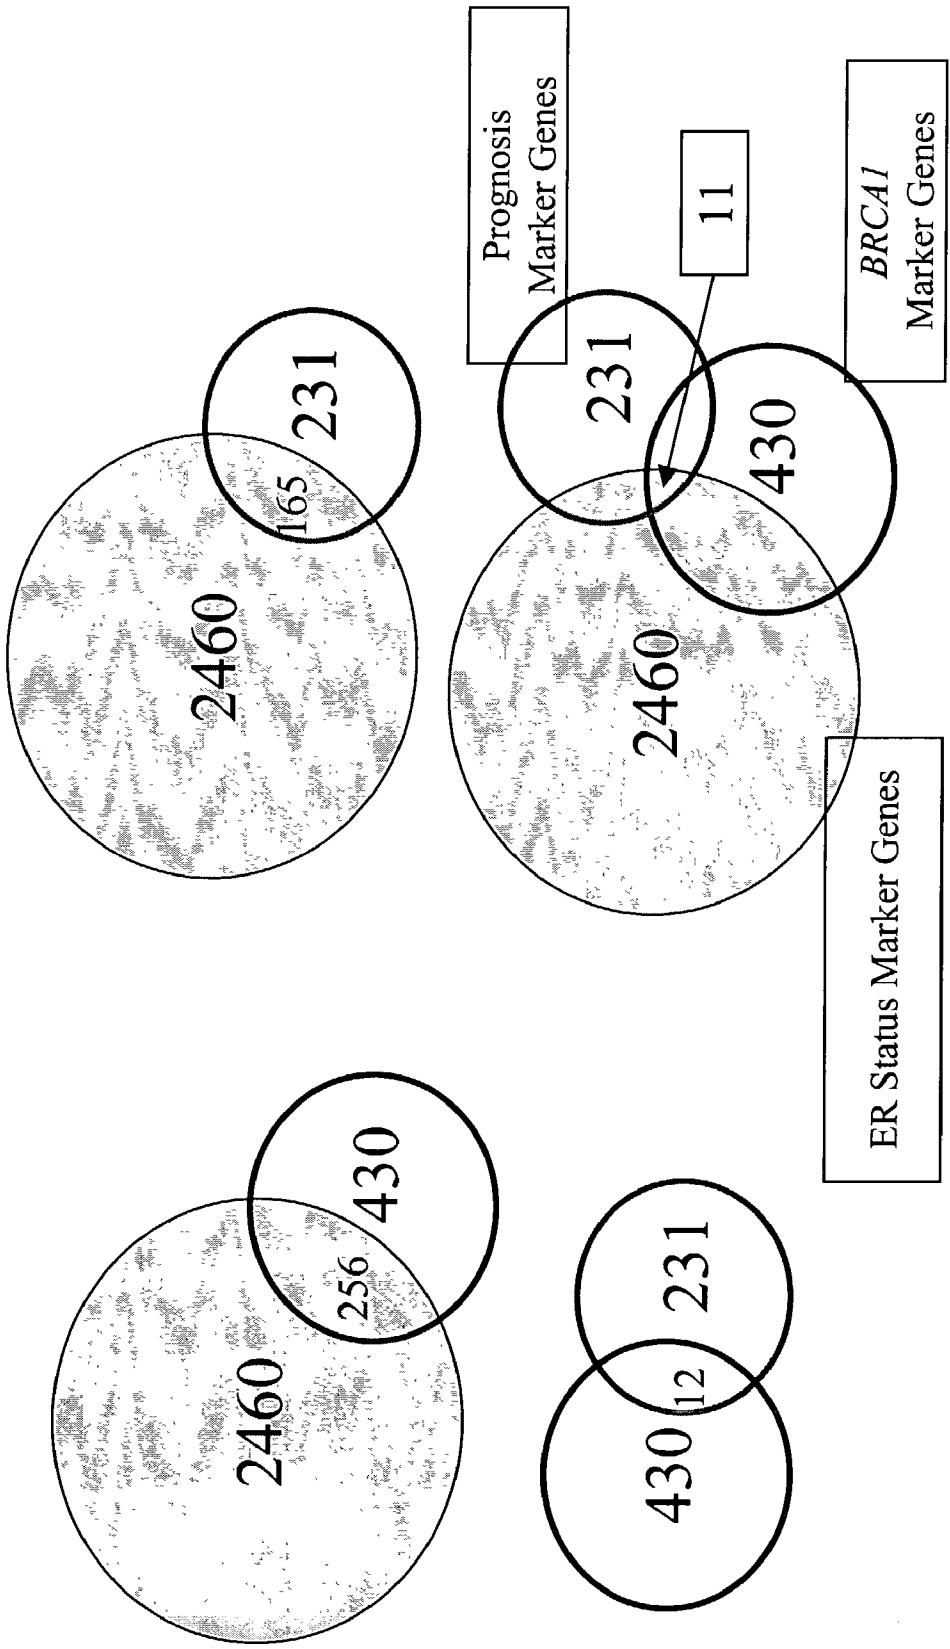 2460
256
430
2460
165
231
430
12
231
2460
231
430
11
Prognosis
Marker Genes
BRCA1
Marker Genes
ER Status Marker Genes